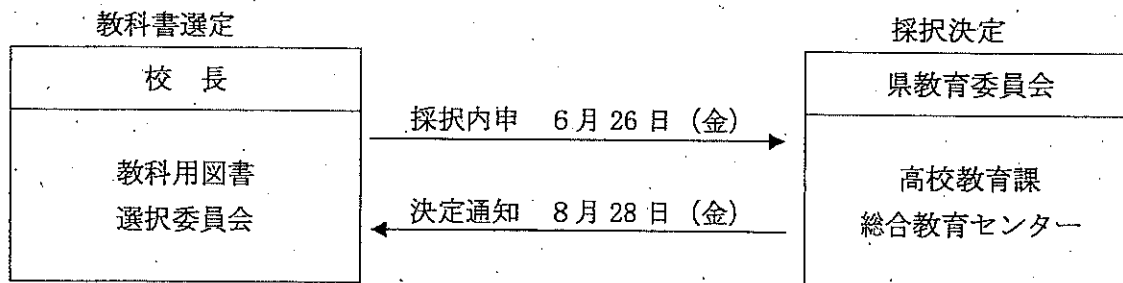 教科書選定
校 長
教科用図書
選択委員会
採択内申 6月26日（金）
決定通知 8月28日（金）
採択決定
県教育委員会
高校教育課
総合教育センター